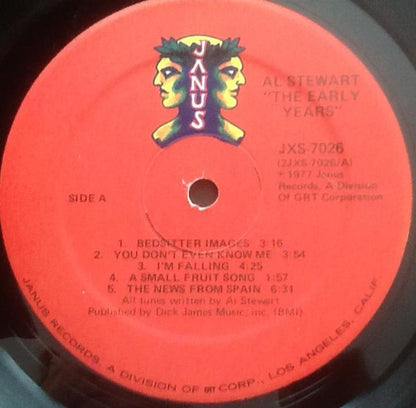 JANUS
AL STEWART
"THE EARLY
YEARS"
JXS-7026
(2JXS-7026/A)
℗ 1977 Janus
Records, A Division
Of GRT Corporation
SIDE A
1. BEDSITTER IMAGES 3:16
2. YOU DON'T EVEN KNOW ME 3:54
3. I'M FALLING 4:25
4. A SMALL FRUIT SONG 1:57
5. THE NEWS FROM SPAIN 6:31
All tunes written by Al Stewart
Published by Dick James Music, Inc. (BMI)
JANUS RECORDS, A DIVISION OF GRT CORP., LOS ANGELES, CALIF.